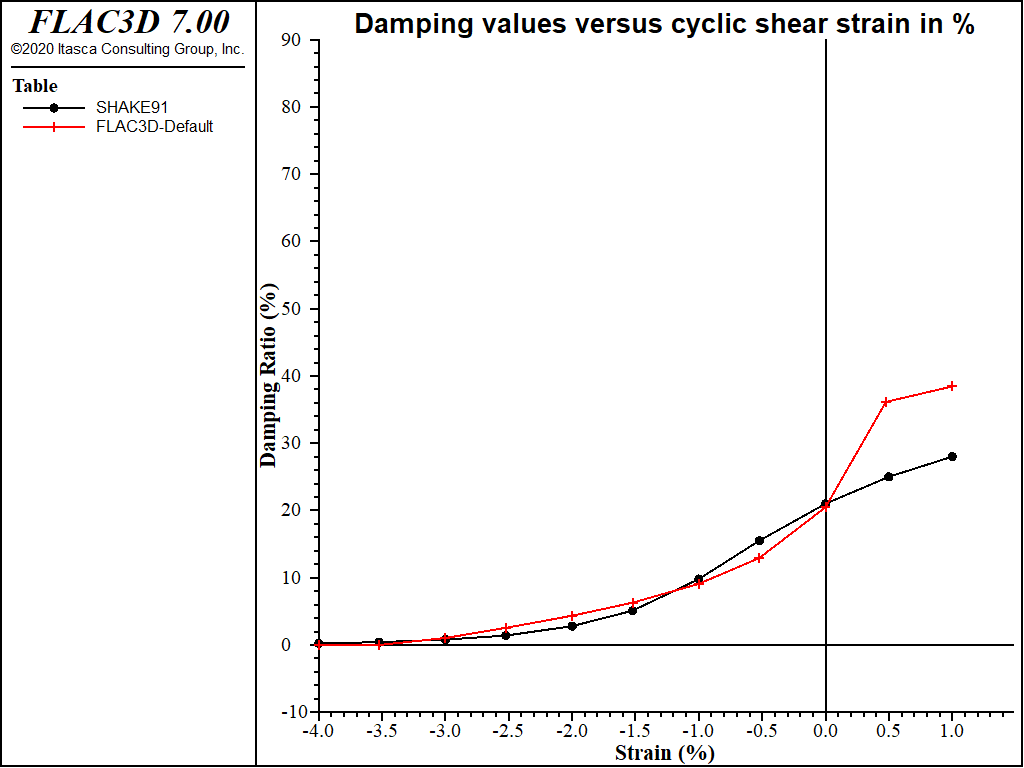 FLAC3D 7.00
©2020 Itasca Consulting Group, Inc.
Table
SHAKE91
FLAC3D-Default
Damping values versus cyclic shear strain in %
90
80
70
60
50
40
30
20
10
0
-10
Damping Ratio (%)
-4.0 -3.5 -3.0 -2.5 -2.0 -1.5 -1.0 -0.5 0.0 0.5 1.0
Strain (%)